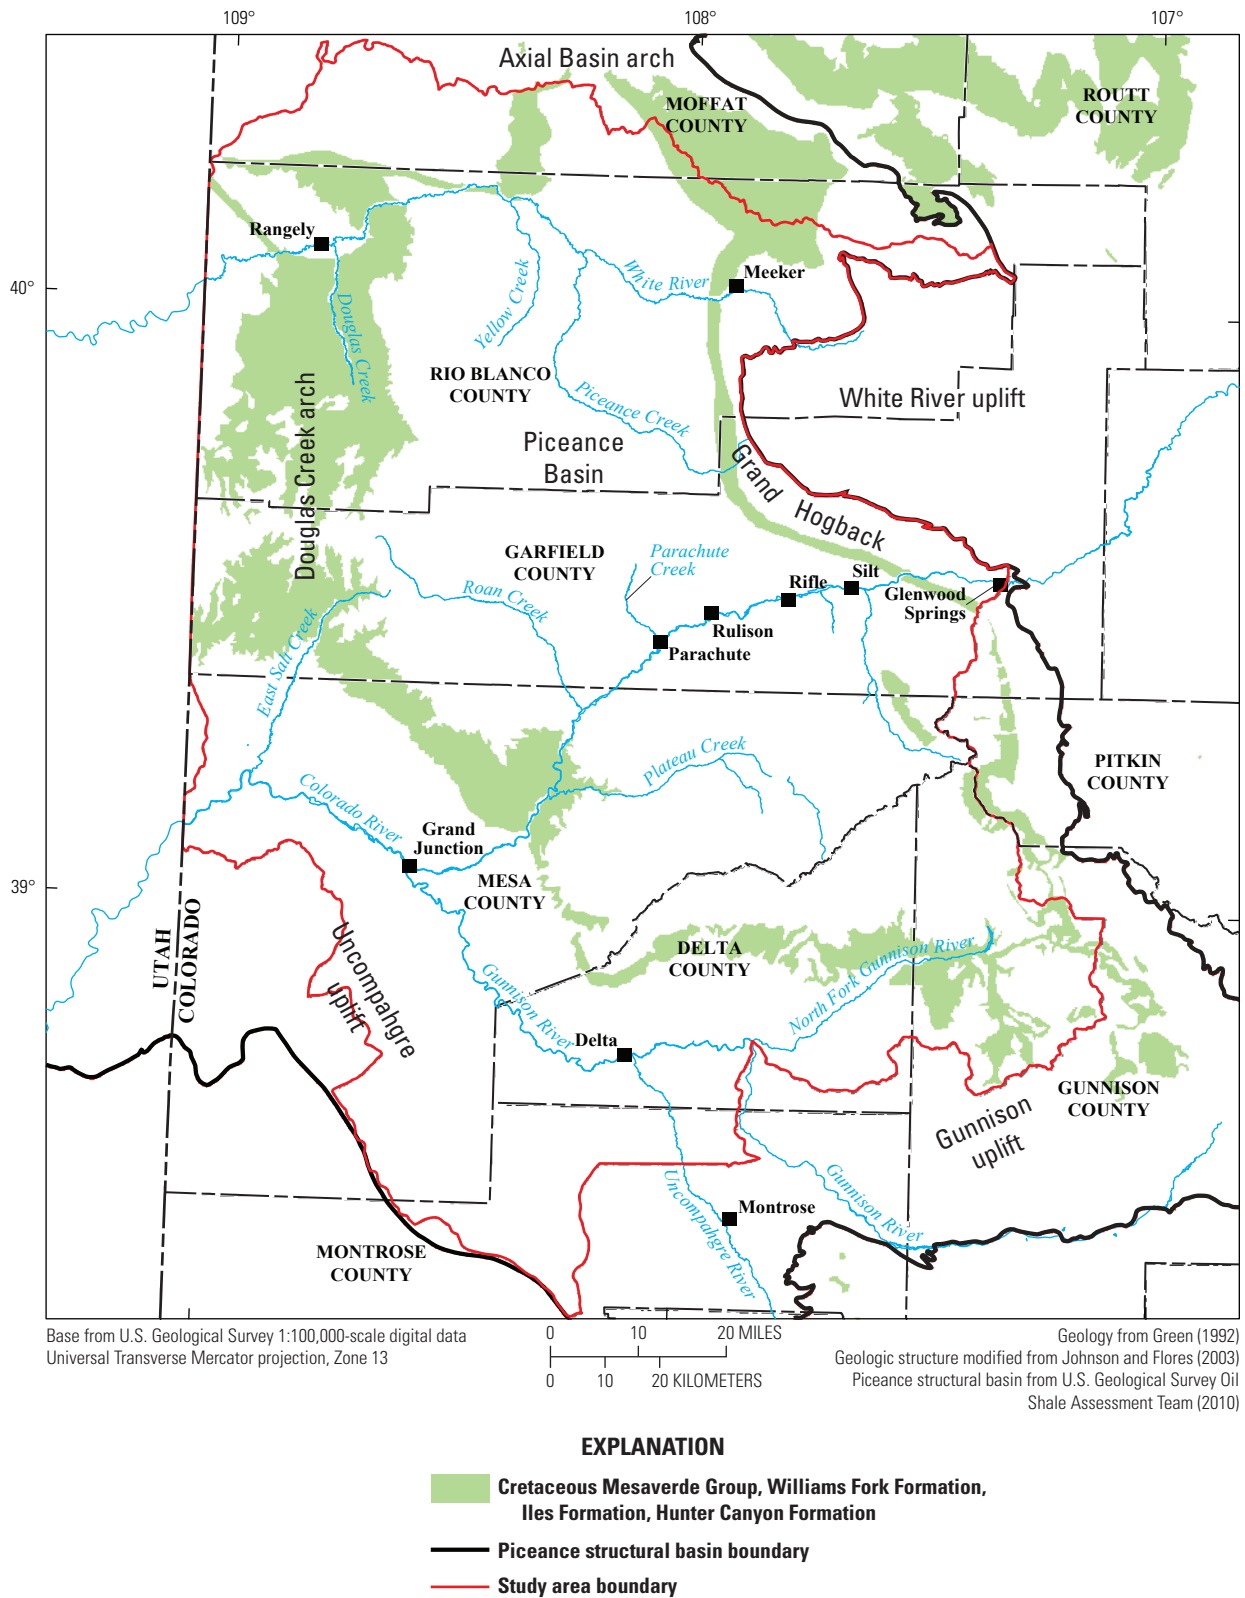 109°
108°
107°
Axial Basin arch
MOFFAT
COUNTY
ROUTT
COUNTY
Rangely
40°
White River
Meeker
Yellow Creek
Douglas Creek
RIO BLANCO
COUNTY
White River uplift
Piceance Creek
Douglas Creek arch
Piceance
Basin
Grand
Hogback
GARFIELD
COUNTY
Parachute
Creek
Roan Creek
Rifle
Silt
Glenwood
Springs
Rulison
Parachute
East Salt Creek
Plateau Creek
PITKIN
COUNTY
Colorado River
Grand
Junction
39°
MESA
COUNTY
UTAH
COLORADO
Uncompahgre
uplift
DELTA
COUNTY
Gunnison River
North Fork Gunnison River
Delta
GUNNISON
COUNTY
Gunnison
uplift
Uncompahgre River
Gunnison River
Montrose
MONTROSE
COUNTY
Base from U.S. Geological Survey 1:100,000-scale digital data
Universal Transverse Mercator projection, Zone 13
0 10 20 MILES
0 10 20 KILOMETERS
Geology from Green (1992)
Geologic structure modified from Johnson and Flores (2003)
Piceance structural basin from U.S. Geological Survey Oil
Shale Assessment Team (2010)
EXPLANATION
Cretaceous Mesaverde Group, Williams Fork Formation,
Iles Formation, Hunter Canyon Formation
Piceance structural basin boundary
Study area boundary